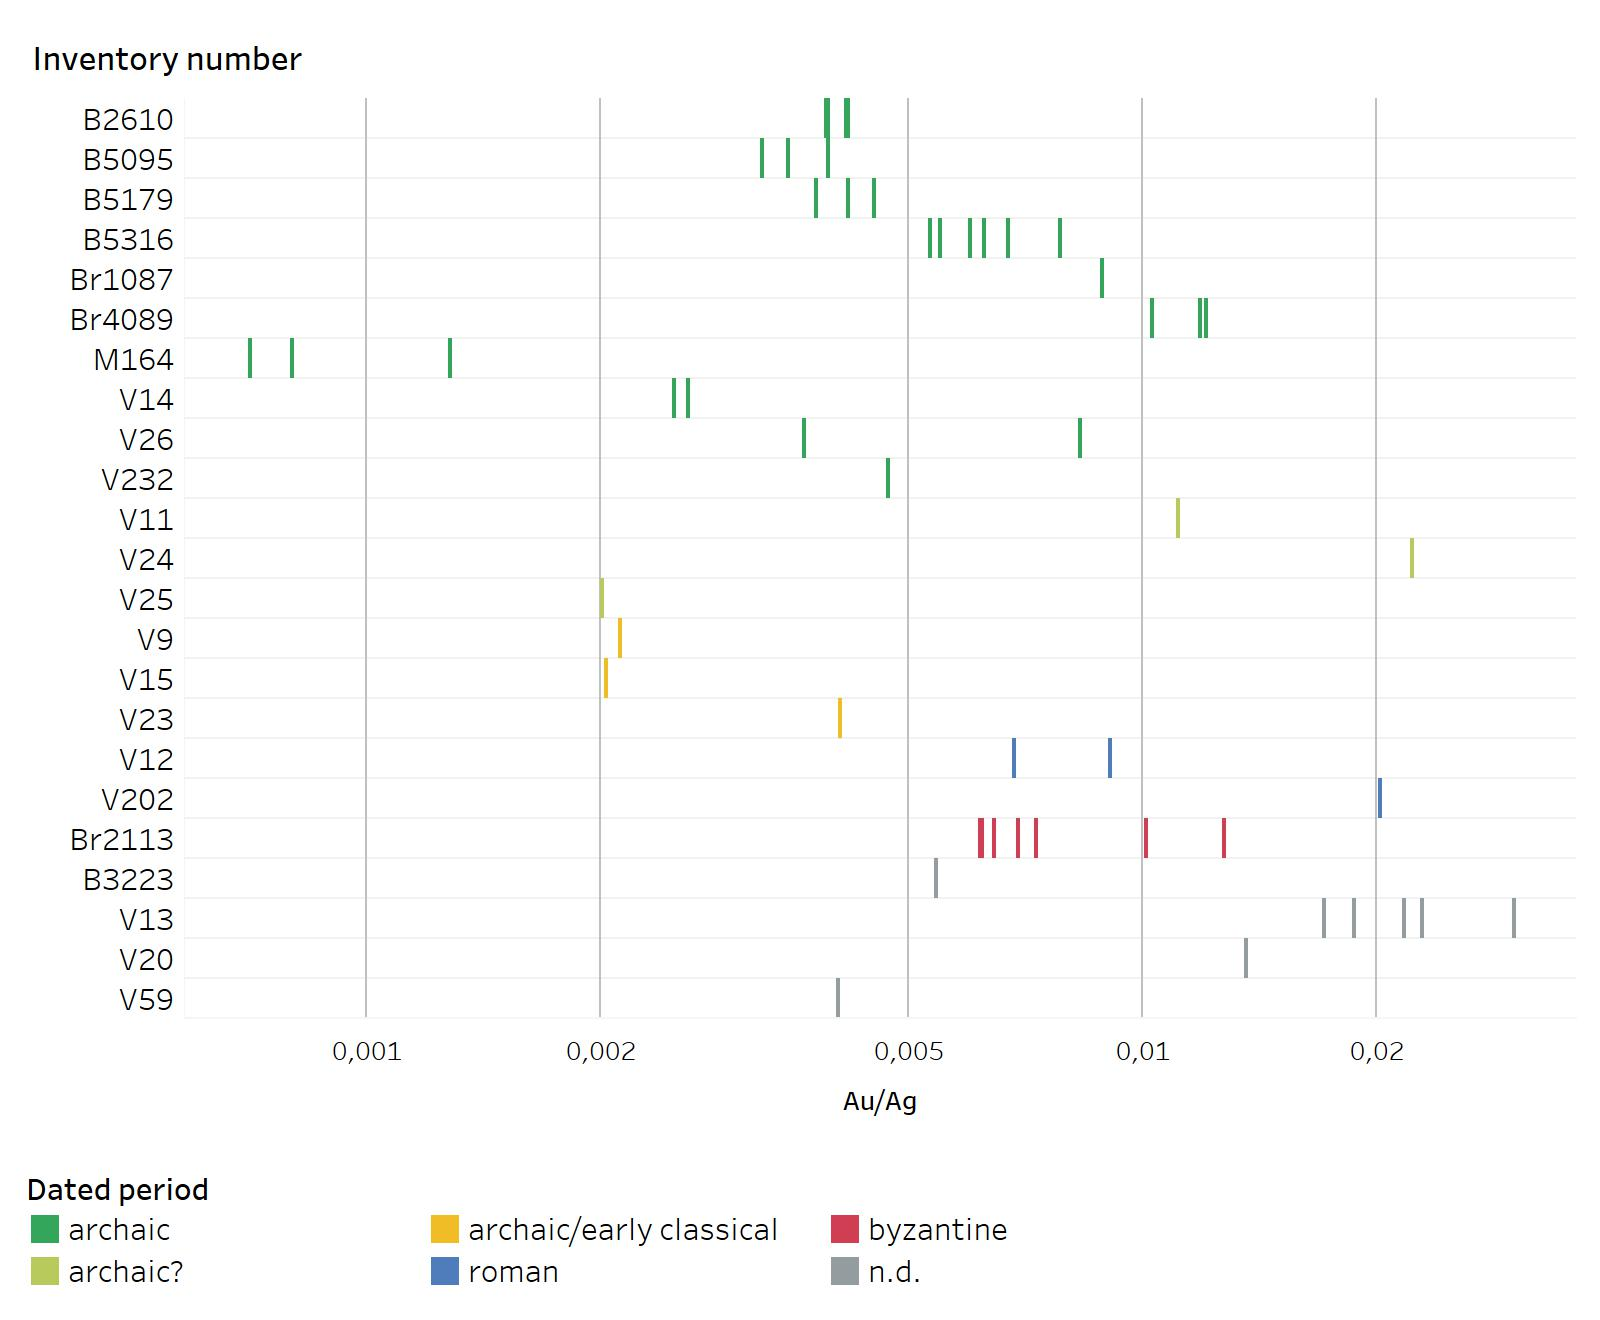 Inventory number
B2610
B5095
B5179
B5316
Br1087
Br4089
M164
V14
V26
V232
V11
V24
V25
V9
V15
V23
V12
V202
Br2113
B3223
V13
V20
V59
0,001 0,002 0,005 0,01 0,02
Au/Ag
Dated period
archaic archaic/early classical byzantine
archaic? roman n.d.